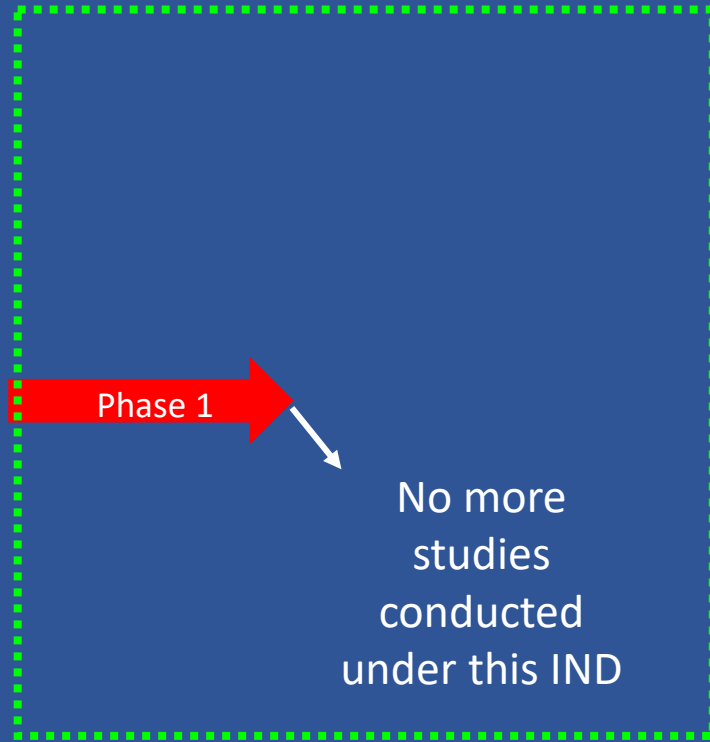 Phase 1
No more
studies
conducted
under this IND